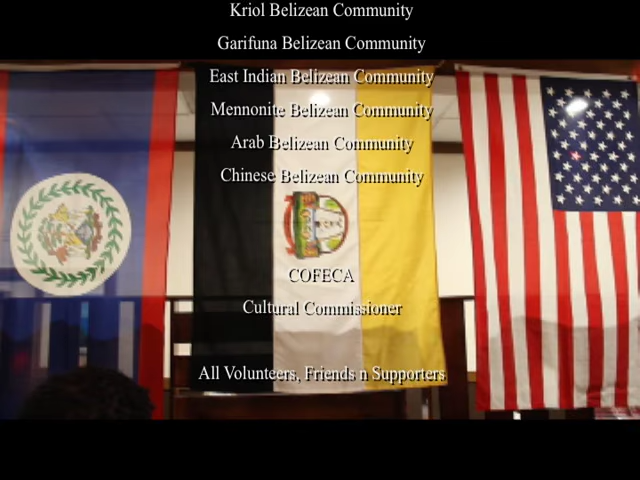 Kriol Belizean Community
Garifuna Belizean Community
East Indian Belizean Community
Mennonite Belizean Community
Arab Belizean Community
Chinese Belizean Community
COFECA
Cultural Commissioner
All Volunteers, Friends n Supporters